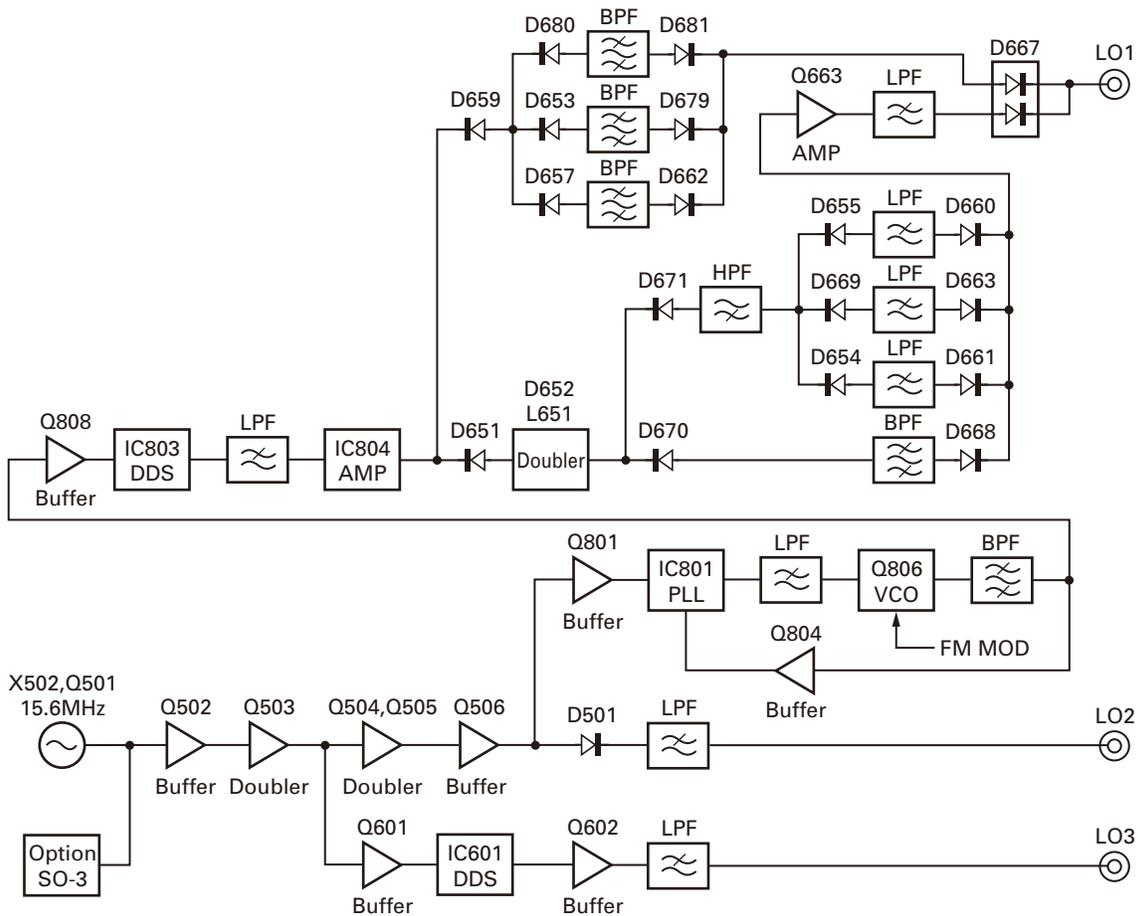 D680
BPF
D681
D667
LO1
Q663
LPF
D659
D653
BPF
D679
AMP
D657
BPF
D662
D655
LPF
D660
D671
HPF
D669
LPF
D663
D654
LPF
D661
D652
L651
Q808
LPF
D651
D670
BPF
D668
IC803
DDS
IC804
AMP
Doubler
Buffer
Q801
LPF
BPF
IC801
PLL
Q806
VCO
Buffer
Q804
FM MOD
X502,Q501
15.6MHz
Q502
Q503
Q504,Q505
Q506
Buffer
D501
LPF
LO2
Buffer
Doubler
Doubler
Buffer
Q601
Q602
LPF
LO3
Option
SO-3
IC601
DDS
Buffer
Buffer